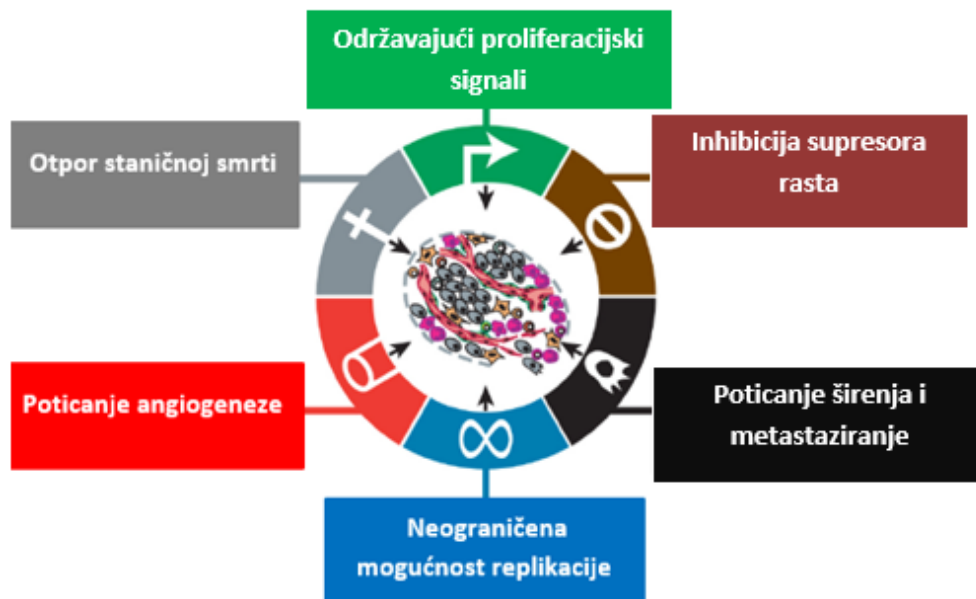 Održavajući proliferacijski
signali
Otpor staničnoj smrti
Inhibicija supresora
rasta
Poticanje angiogeneze
Poticanje širenja i
metastaziranje
Neograničena
mogućnost replikacije